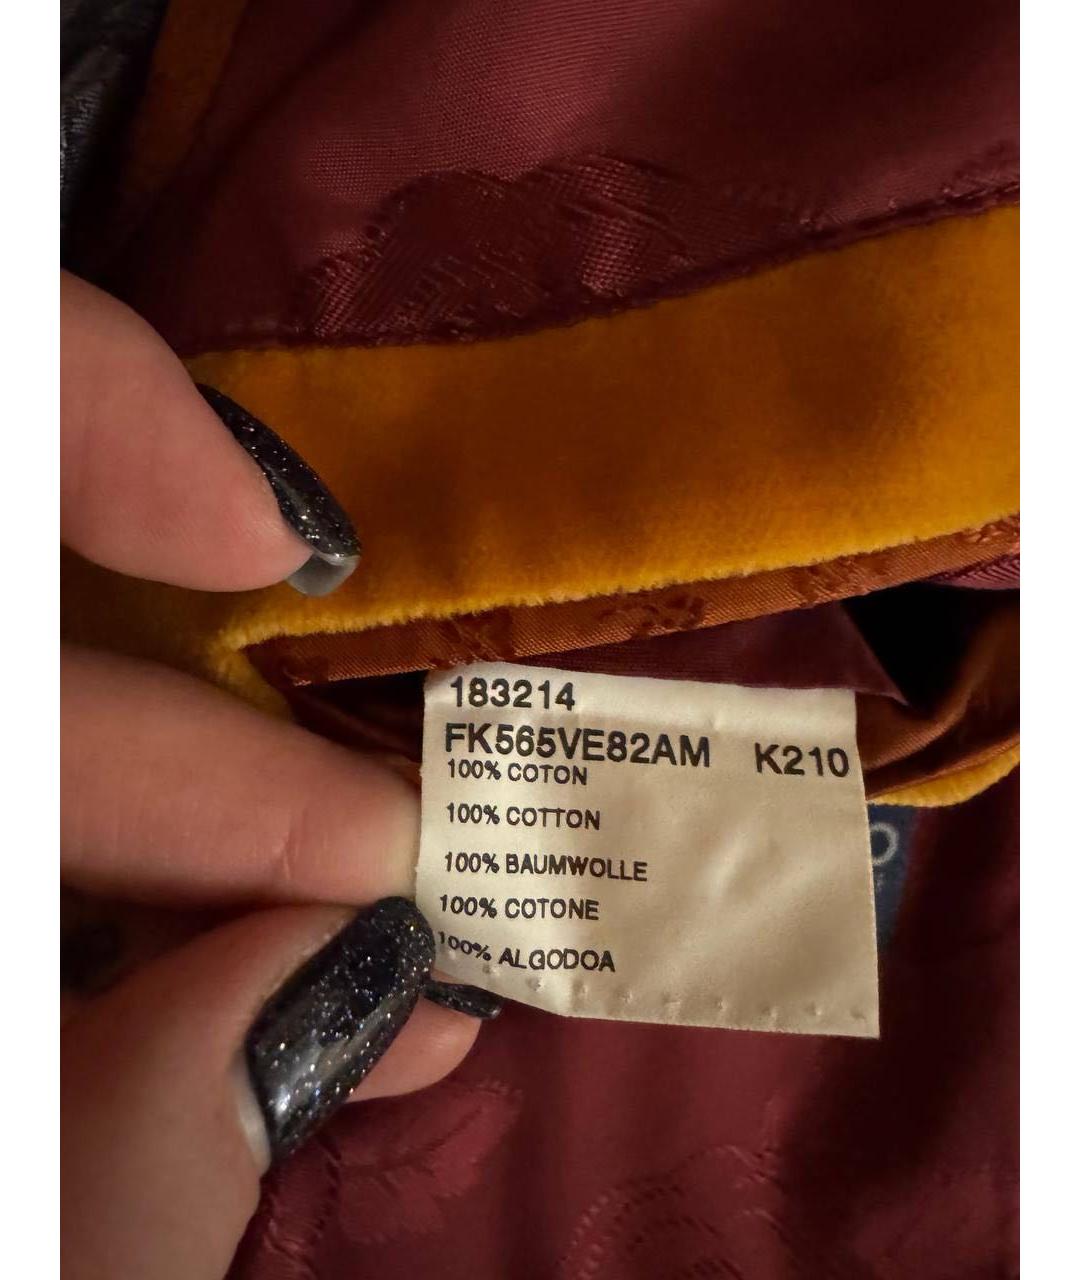 183214
FK565VE82AM K210
100% COTON
100% COTTON
100% BAUMWOLLE
100% COTONE
100% ALGODOA
O